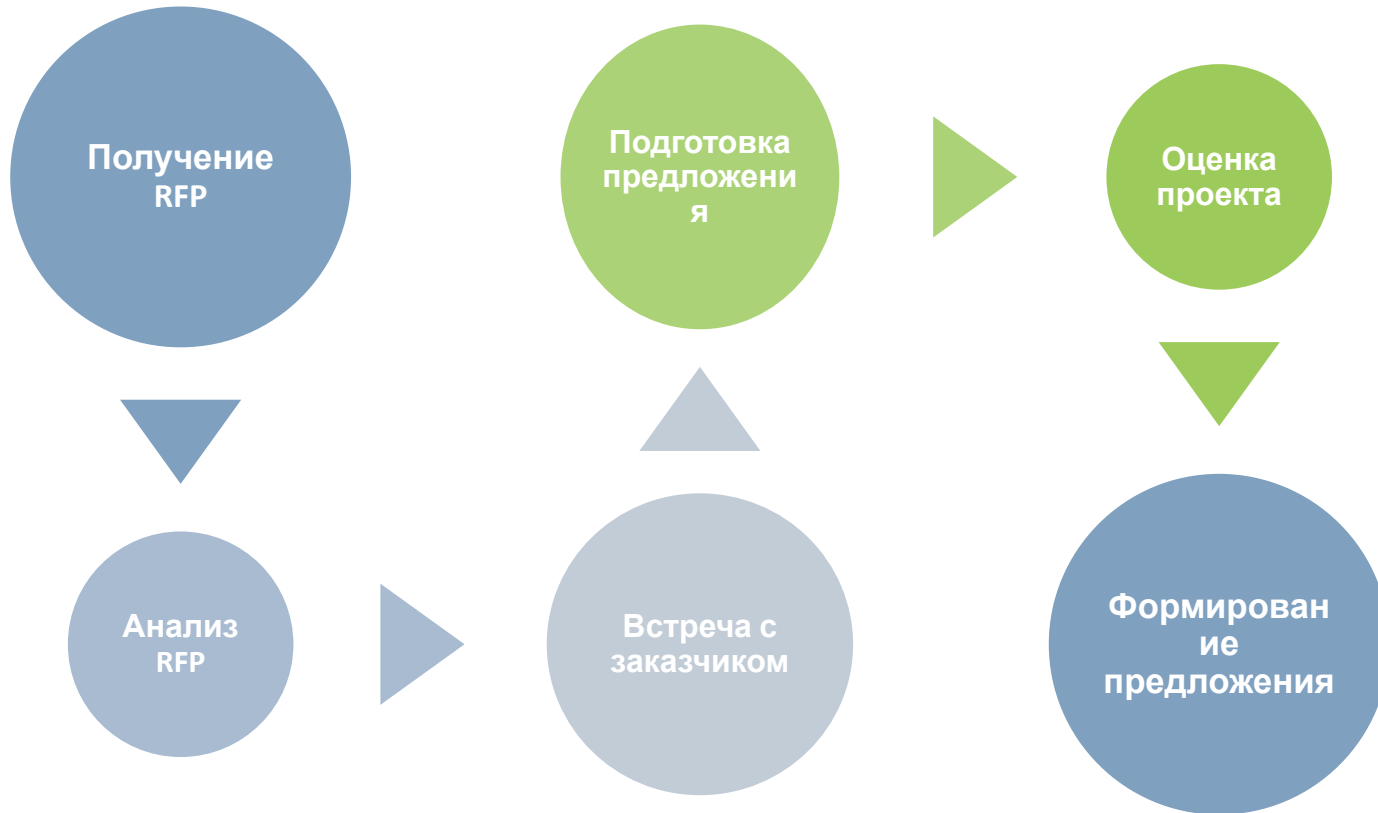 Получение
RFP
Анализ
RFP
Встреча с
заказчиком
Подготовка
предложени
я
Оценка
проекта
Формирован
ие
предложения